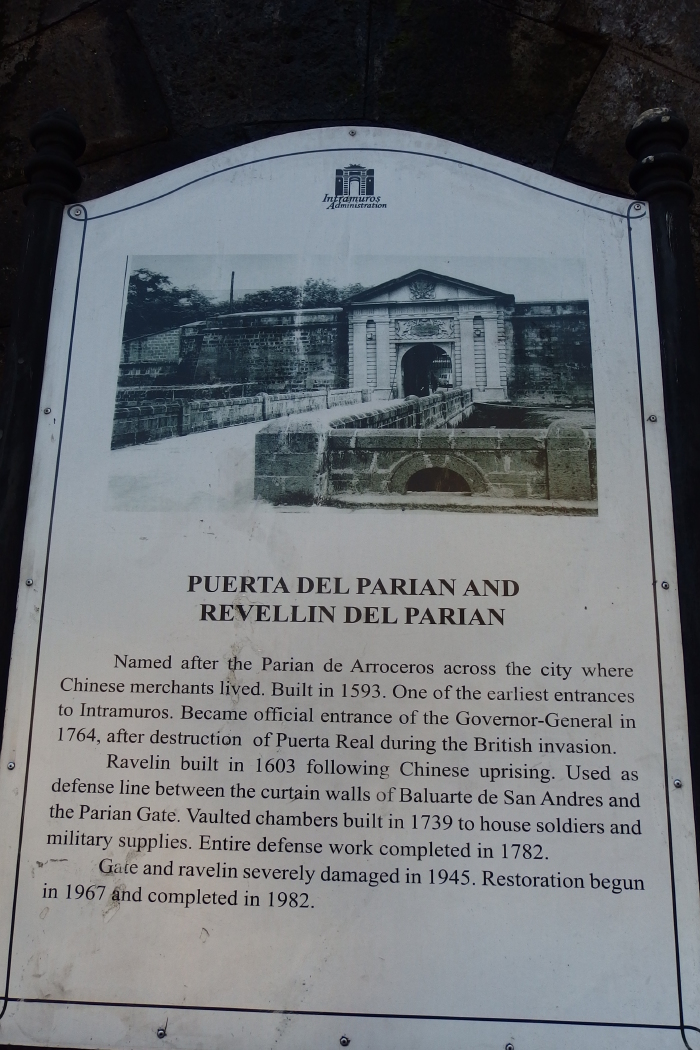 Intramuros
Administration
PUERTA DEL PARIAN AND
REVELLIN DEL PARIAN
Named after the Parian de Arroceros across the city where
Chinese merchants lived. Built in 1593. One of the earliest entrances
to Intramuros. Became official entrance of the Governor-General in
1764, after destruction of Puerta Real during the British invasion.
Ravelin built in 1603 following Chinese uprising. Used as
defense line between the curtain walls of Baluarte de San Andres and
the Parian Gate. Vaulted chambers built in 1739 to house soldiers and
military supplies. Entire defense work completed in 1782.
Gate and ravelin severely damaged in 1945. Restoration begun
in 1967 and completed in 1982.